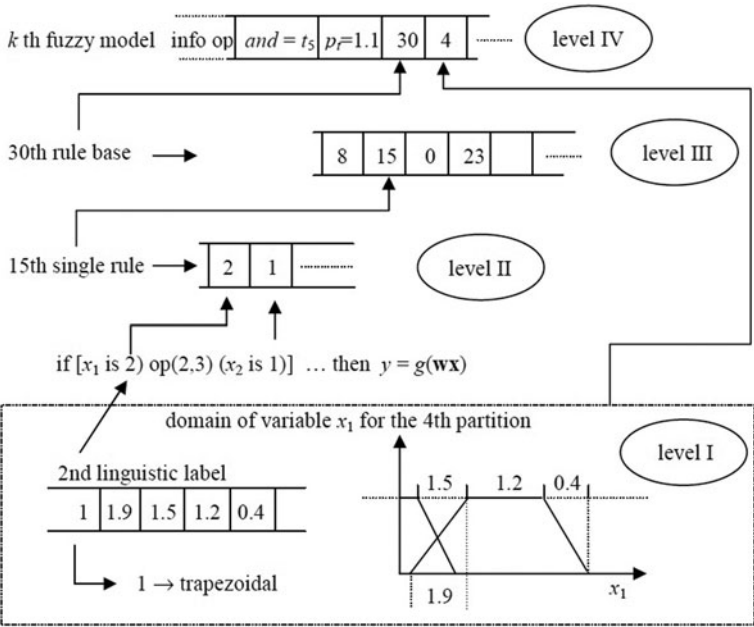 k th fuzzy model info op and = t5 pt=1.1 30 4 level IV
30th rule base 8 15 0 23 level III
15th single rule 2 1 level II
if [x1 is 2) op(2,3) (x2 is 1)] … then y = g(wx)
domain of variable x1 for the 4th partition
level I
2nd linguistic label
1 1.9 1.5 1.2 0.4
1 → trapezoidal
1.5 1.2 0.4
1.9 x1